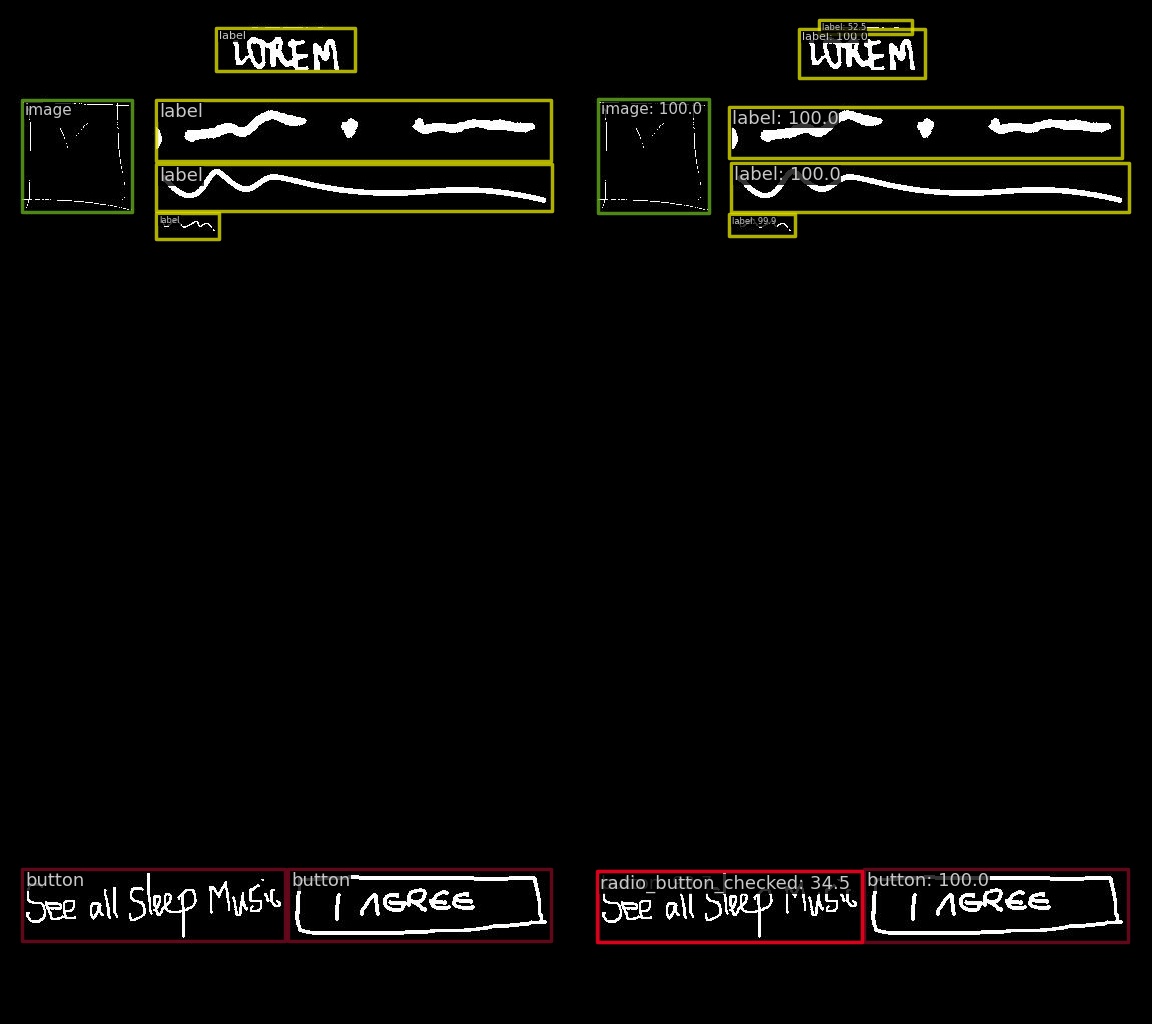 label
label: 52.5
LOREM
label: 100.0
LOREM
image
label
image: 100.0
label: 100.0
label
label: 100.0
label
label: 99.9
button
button
radio_button_checked: 34.5
button: 100.0
See all Sleep Music
I AGREE
See all Sleep Music
I AGREE